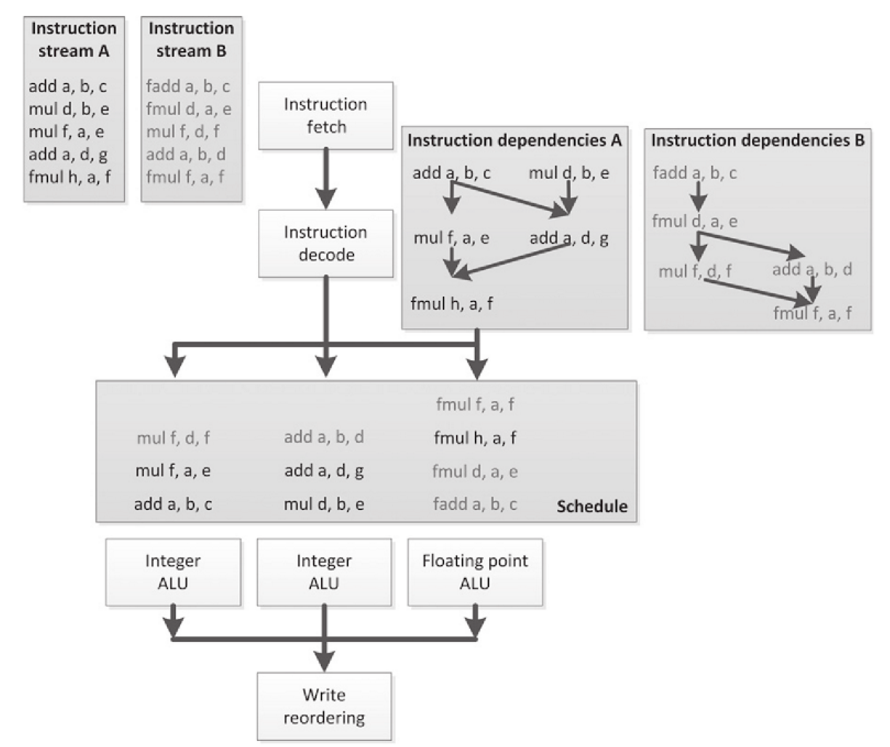 Instruction
stream A
add a, b, c
mul d, b, e
mul f, a, e
add a, d, g
fmul h, a, f
Instruction
stream B
fadd a, b, c
fmul d, a, e
mul f, d, f
add a, b, d
fmul f, a, f
Instruction
fetch
Instruction
decode
Instruction dependencies A
add a, b, c mul d, b, e
mul f, a, e add a, d, g
fmul h, a, f
Instruction dependencies B
fadd a, b, c
fmul d, a, e
mul f, d, f add a, b, d
fmul f, a, f
fmul f, a, f
mul f, d, f add a, b, d fmul h, a, f
mul f, a, e add a, d, g fmul d, a, e
add a, b, c mul d, b, e fadd a, b, c Schedule
Integer
ALU
Integer
ALU
Floating point
ALU
Write
reordering